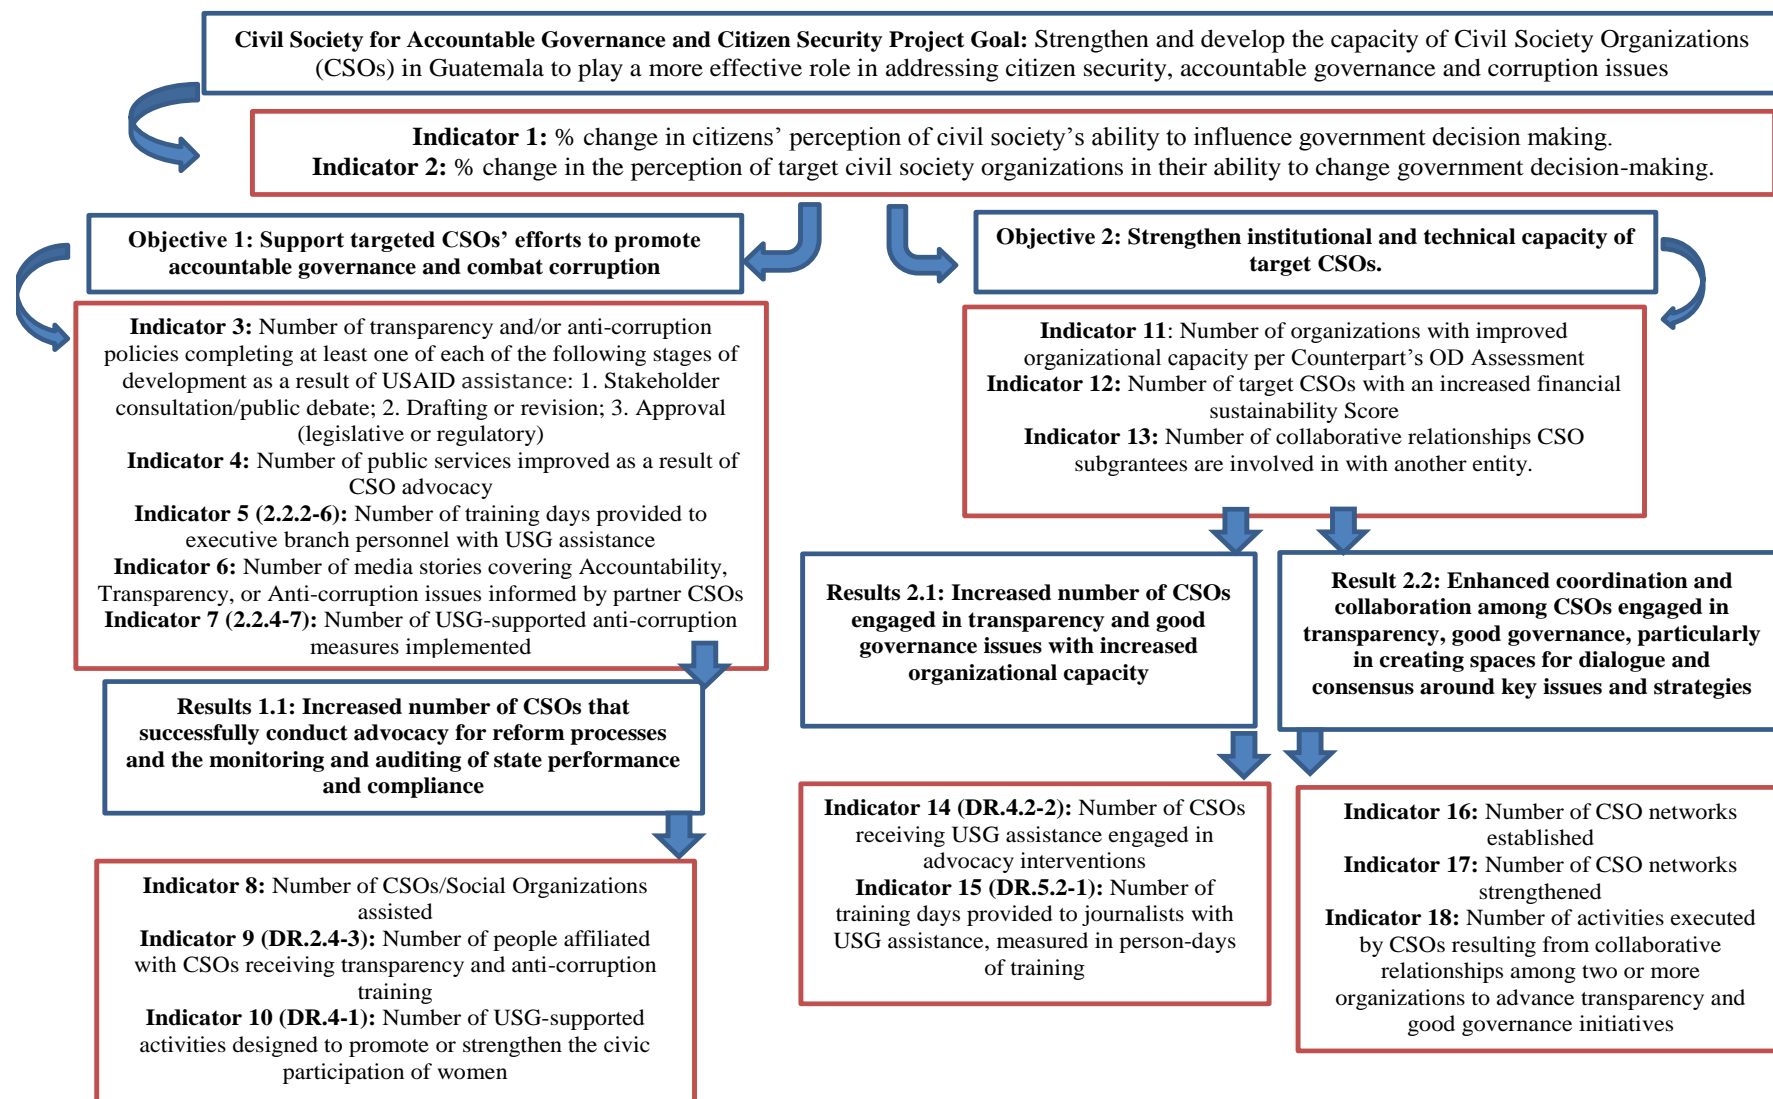 Civil Society for Accountable Governance and Citizen Security Project Goal: Strengthen and develop the capacity of Civil Society Organizations
(CSOs) in Guatemala to play a more effective role in addressing citizen security, accountable governance and corruption issues
Indicator 1: % change in citizens’ perception of civil society’s ability to influence government decision making.
Indicator 2: % change in the perception of target civil society organizations in their ability to change government decision-making.
Objective 1: Support targeted CSOs’ efforts to promote
accountable governance and combat corruption
Indicator 3: Number of transparency and/or anti-corruption
policies completing at least one of each of the following stages of
development as a result of USAID assistance: 1. Stakeholder
consultation/public debate; 2. Drafting or revision; 3. Approval
(legislative or regulatory)
Indicator 4: Number of public services improved as a result of
CSO advocacy
Indicator 5 (2.2.2-6): Number of training days provided to
executive branch personnel with USG assistance
Indicator 6: Number of media stories covering Accountability,
Transparency, or Anti-corruption issues informed by partner CSOs
Indicator 7 (2.2.4-7): Number of USG-supported anti-corruption
measures implemented
Results 1.1: Increased number of CSOs that
successfully conduct advocacy for reform processes
and the monitoring and auditing of state performance
and compliance
Indicator 8: Number of CSOs/Social Organizations
assisted
Indicator 9 (DR.2.4-3): Number of people affiliated
with CSOs receiving transparency and anti-corruption
training
Indicator 10 (DR.4-1): Number of USG-supported
activities designed to promote or strengthen the civic
participation of women
Objective 2: Strengthen institutional and technical capacity of
target CSOs.
Indicator 11: Number of organizations with improved
organizational capacity per Counterpart’s OD Assessment
Indicator 12: Number of target CSOs with an increased financial
sustainability Score
Indicator 13: Number of collaborative relationships CSO
subgrantees are involved in with another entity.
Results 2.1: Increased number of CSOs
engaged in transparency and good
governance issues with increased
organizational capacity
Indicator 14 (DR.4.2-2): Number of CSOs
receiving USG assistance engaged in
advocacy interventions
Indicator 15 (DR.5.2-1): Number of
training days provided to journalists with
USG assistance, measured in person-days
of training
Result 2.2: Enhanced coordination and
collaboration among CSOs engaged in
transparency, good governance, particularly
in creating spaces for dialogue and
consensus around key issues and strategies
Indicator 16: Number of CSO networks
established
Indicator 17: Number of CSO networks
strengthened
Indicator 18: Number of activities executed
by CSOs resulting from collaborative
relationships among two or more
organizations to advance transparency and
good governance initiatives